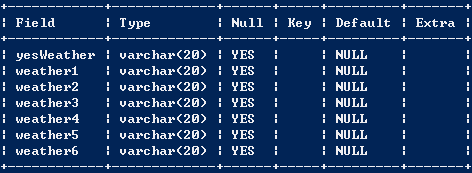 +------------+-------------+------+-----+---------+-------+
| Field      | Type        | Null | Key | Default | Extra |
+------------+-------------+------+-----+---------+-------+
| yesWeather | varchar(20) | YES  |     | NULL    |       |
| weather1   | varchar(20) | YES  |     | NULL    |       |
| weather2   | varchar(20) | YES  |     | NULL    |       |
| weather3   | varchar(20) | YES  |     | NULL    |       |
| weather4   | varchar(20) | YES  |     | NULL    |       |
| weather5   | varchar(20) | YES  |     | NULL    |       |
| weather6   | varchar(20) | YES  |     | NULL    |       |
+------------+-------------+------+-----+---------+-------+